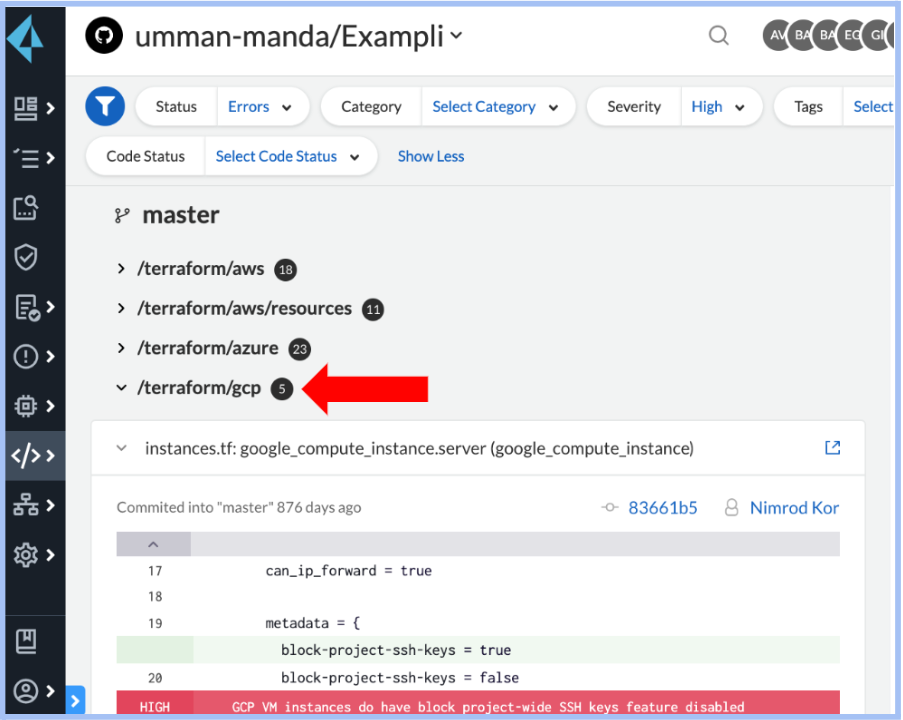 umman-manda/Exampli
AV BA BA EG GI
Status Errors Category Select Category Severity High Tags Select
Code Status Select Code Status Show Less
master
/terraform/aws 18
/terraform/aws/resources 11
/terraform/azure 23
/terraform/gcp 5
instances.tf: google_compute_instance.server (google_compute_instance)
Commited into "master" 876 days ago 83661b5 Nimrod Kor
17 can_ip_forward = true
18
19 metadata = {
block-project-ssh-keys = true
20 block-project-ssh-keys = false
HIGH GCP VM instances do have block project-wide SSH keys feature disabled